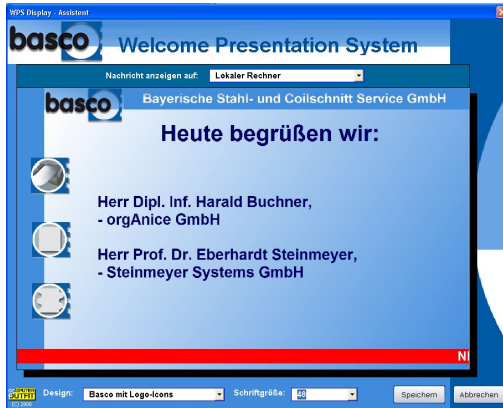 WPS Display - Assistent
basco
Welcome Presentation System
Nachricht anzeigen auf: Lokaler Rechner
basco
Bayerische Stahl- und Coilschnitt Service GmbH
Heute begrüßen wir:
Herr Dipl. Inf. Harald Buchner,
- orgAnice GmbH
Herr Prof. Dr. Eberhardt Steinmeyer,
- Steinmeyer Systems GmbH
Design: Basco mit Logo-Icons Schriftgröße: 48 Speichern Abbrechen
COMPUTER
OUTFIT